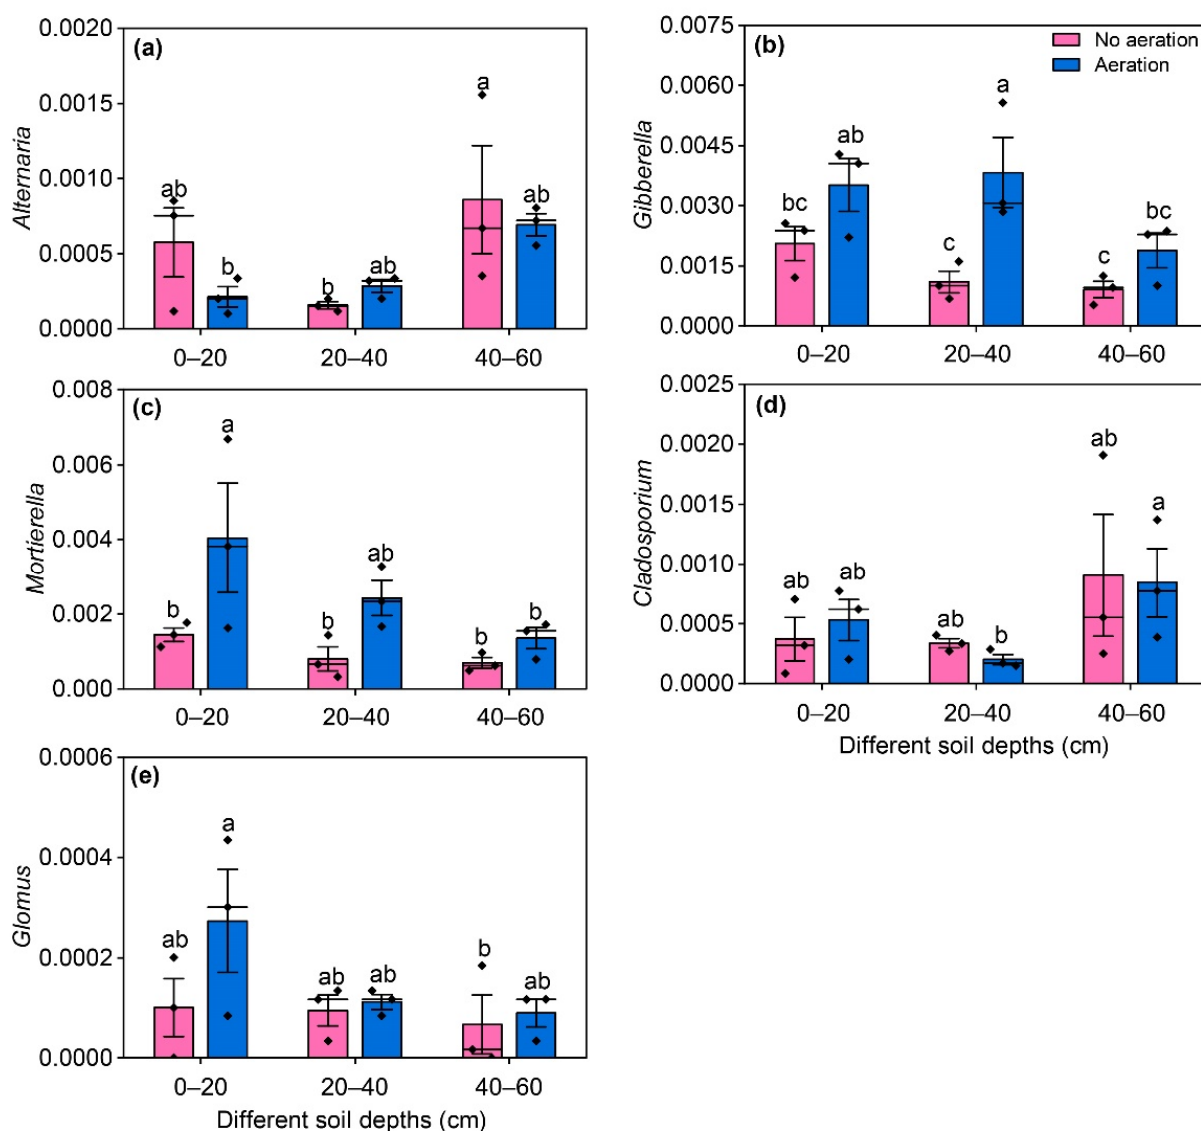 (a)
Alternaria
0.0020
0.0015
0.0010
0.0005
0.0000
ab
b
b
ab
a
ab
0–20
20–40
40–60
(b)
No aeration
Aeration
Gibberella
0.0075
0.0060
0.0045
0.0030
0.0015
0.0000
bc
ab
c
a
c
bc
0–20
20–40
40–60
(c)
Mortierella
0.008
0.006
0.004
0.002
0.000
b
a
b
ab
b
b
0–20
20–40
40–60
(d)
Cladosporium
0.0025
0.0020
0.0015
0.0010
0.0005
0.0000
ab
ab
ab
b
ab
a
0–20
20–40
40–60
Different soil depths (cm)
(e)
Glomus
0.0006
0.0004
0.0002
0.0000
ab
a
ab
ab
b
ab
0–20
20–40
40–60
Different soil depths (cm)